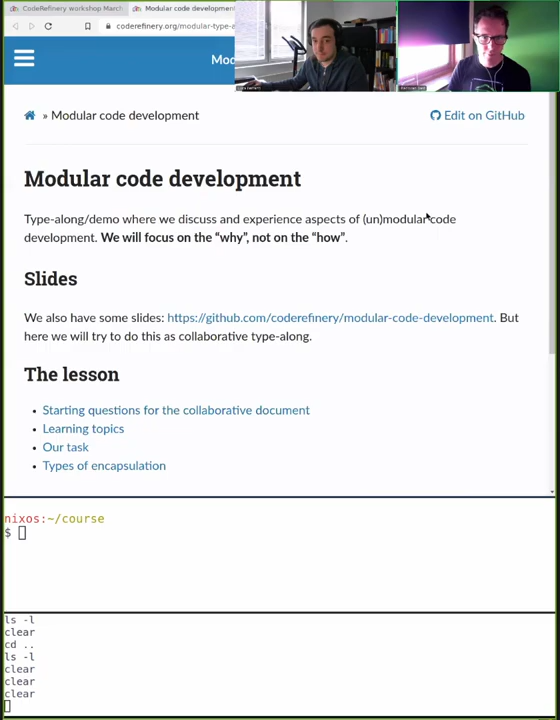 CodeRefinery workshop March
Modular code development
coderefinery.org/modular-type-a
Mod
» Modular code development
Edit on GitHub
Modular code development
Type-along/demo where we discuss and experience aspects of (un)modular code
development. We will focus on the “why”, not on the “how”.
Slides
We also have some slides: https://github.com/coderefinery/modular-code-development. But
here we will try to do this as collaborative type-along.
The lesson
• Starting questions for the collaborative document
• Learning topics
• Our task
• Types of encapsulation
nixos:~/course
$
ls -l
clear
cd ..
ls -l
clear
clear
clear